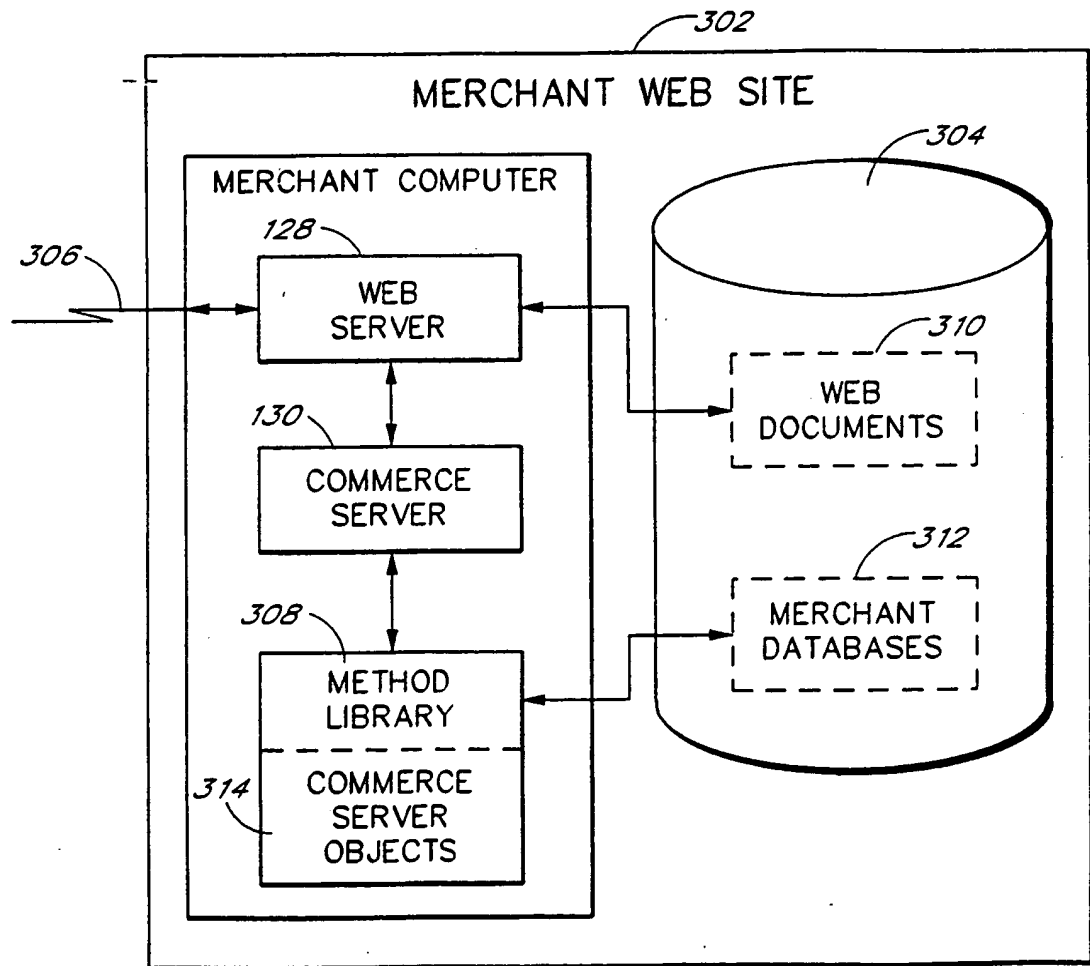 302
MERCHANT WEB SITE
304
MERCHANT COMPUTER
128
306
WEB
SERVER
310
WEB
DOCUMENTS
130
COMMERCE
SERVER
312
MERCHANT
DATABASES
308
METHOD
LIBRARY
314
COMMERCE
SERVER
OBJECTS